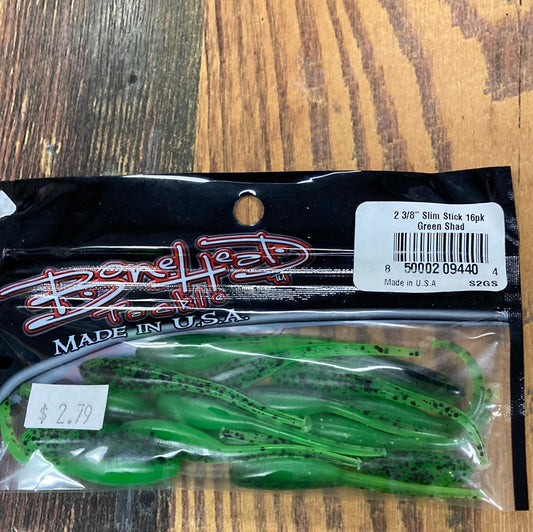 2 3/8" Slim Stick 16pk
Green Shad
8 50002 09440 4
Made in U.S.A S2GS
BoneHead
Tackle
TM
MADE IN U.S.A.
$ 2.79